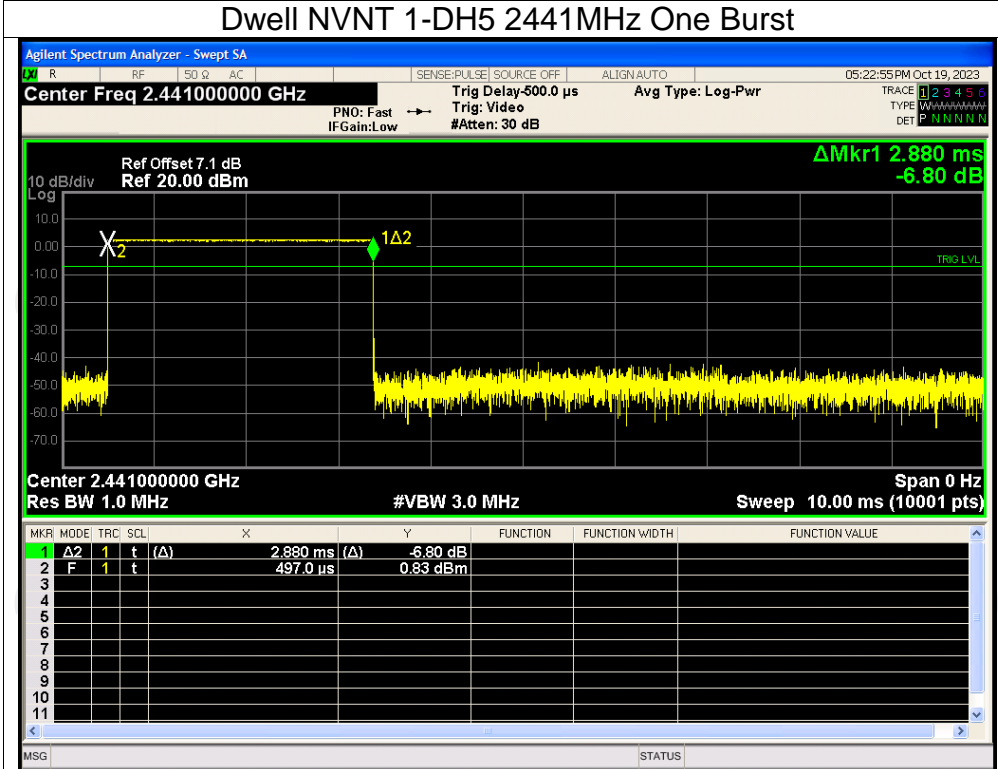 Dwell NVNT 1-DH5 2441MHz One Burst
Agilent Spectrum Analyzer - Swept SA
LXI R RF 50 Ω AC SENSE:PULSE SOURCE OFF ALIGN AUTO 05:22:55 PM Oct 19, 2023
Center Freq 2.441000000 GHz Trig Delay-500.0 µs Avg Type: Log-Pwr TRACE 1 2 3 4 5 6
PNO: Fast Trig: Video TYPE W
IFGain:Low #Atten: 30 dB DET P N N N N N
ΔMkr1 2.880 ms
Ref Offset 7.1 dB -6.80 dB
10 dB/div Ref 20.00 dBm
Log
10.0
0.00
-10.0
-20.0
-30.0
-40.0
-50.0
-60.0
-70.0
2
1Δ2
TRIG LVL
Center 2.441000000 GHz Span 0 Hz
Res BW 1.0 MHz #VBW 3.0 MHz Sweep 10.00 ms (10001 pts)
MKR MODE TRC SCL X Y FUNCTION FUNCTION WIDTH FUNCTION VALUE
1 Δ2 1 t (Δ) 2.880 ms (Δ) -6.80 dB
2 F 1 t 497.0 µs 0.83 dBm
3
4
5
6
7
8
9
10
11
MSG STATUS